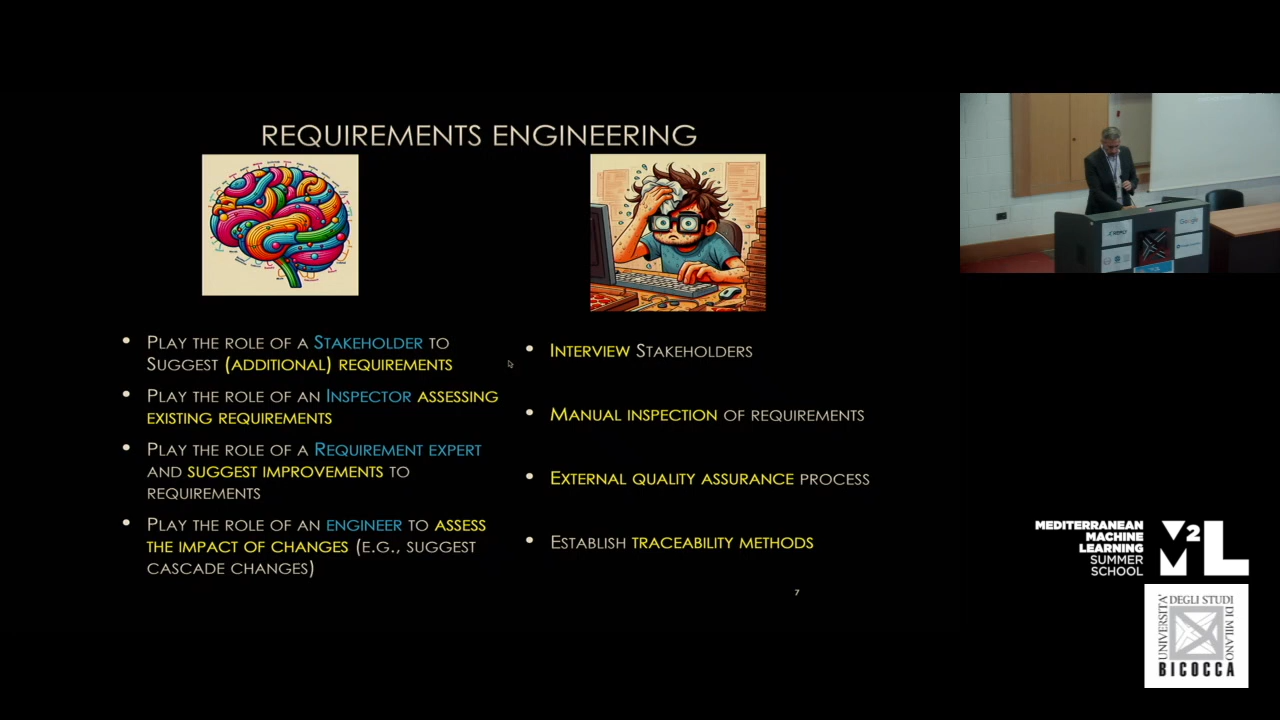 REQUIREMENTS ENGINEERING
• PLAY THE ROLE OF A STAKEHOLDER TO
SUGGEST (ADDITIONAL) REQUIREMENTS
• PLAY THE ROLE OF AN INSPECTOR ASSESSING
EXISTING REQUIREMENTS
• PLAY THE ROLE OF A REQUIREMENT EXPERT
AND SUGGEST IMPROVEMENTS TO
REQUIREMENTS
• PLAY THE ROLE OF AN ENGINEER TO ASSESS
THE IMPACT OF CHANGES (E.G., SUGGEST
CASCADE CHANGES)
• INTERVIEW STAKEHOLDERS
• MANUAL INSPECTION OF REQUIREMENTS
• EXTERNAL QUALITY ASSURANCE PROCESS
• ESTABLISH TRACEABILITY METHODS
7
Google
MEDITERRANEAN
MACHINE
LEARNING
SUMMER
SCHOOL
M2L
UNIVERSITA'
DEGLI STUDI
DI MILANO
BICOCCA